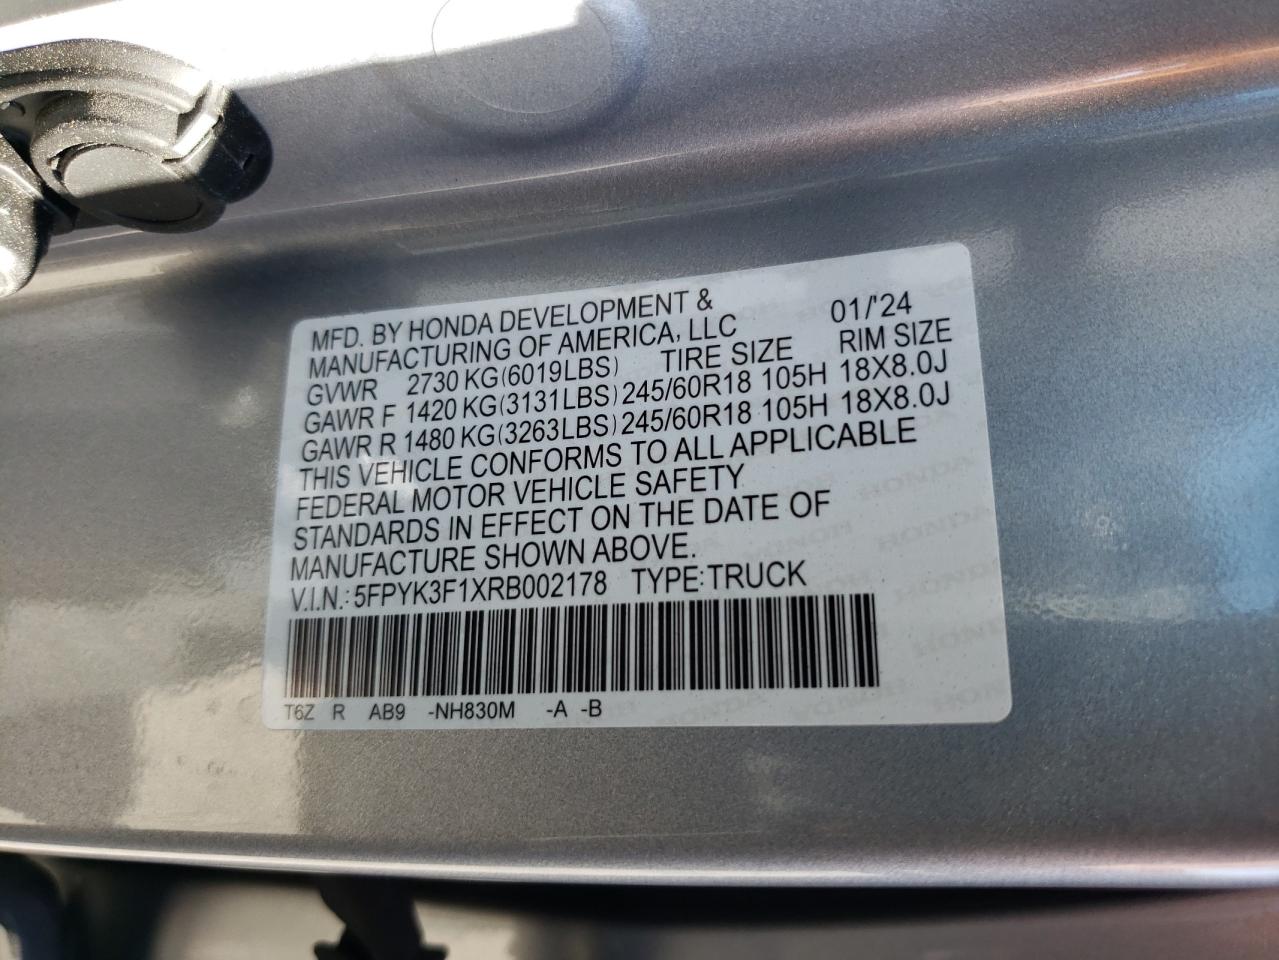 MFD. BY HONDA DEVELOPMENT & 01/'24
MANUFACTURING OF AMERICA, LLC
GVWR 2730 KG(6019LBS) TIRE SIZE RIM SIZE
GAWR F 1420 KG(3131LBS) 245/60R18 105H 18X8.0J
GAWR R 1480 KG(3263LBS) 245/60R18 105H 18X8.0J
THIS VEHICLE CONFORMS TO ALL APPLICABLE
FEDERAL MOTOR VEHICLE SAFETY
STANDARDS IN EFFECT ON THE DATE OF
MANUFACTURE SHOWN ABOVE.
V.I.N.: 5FPYK3F1XRB002178 TYPE: TRUCK
T6Z R AB9 -NH830M -A -B